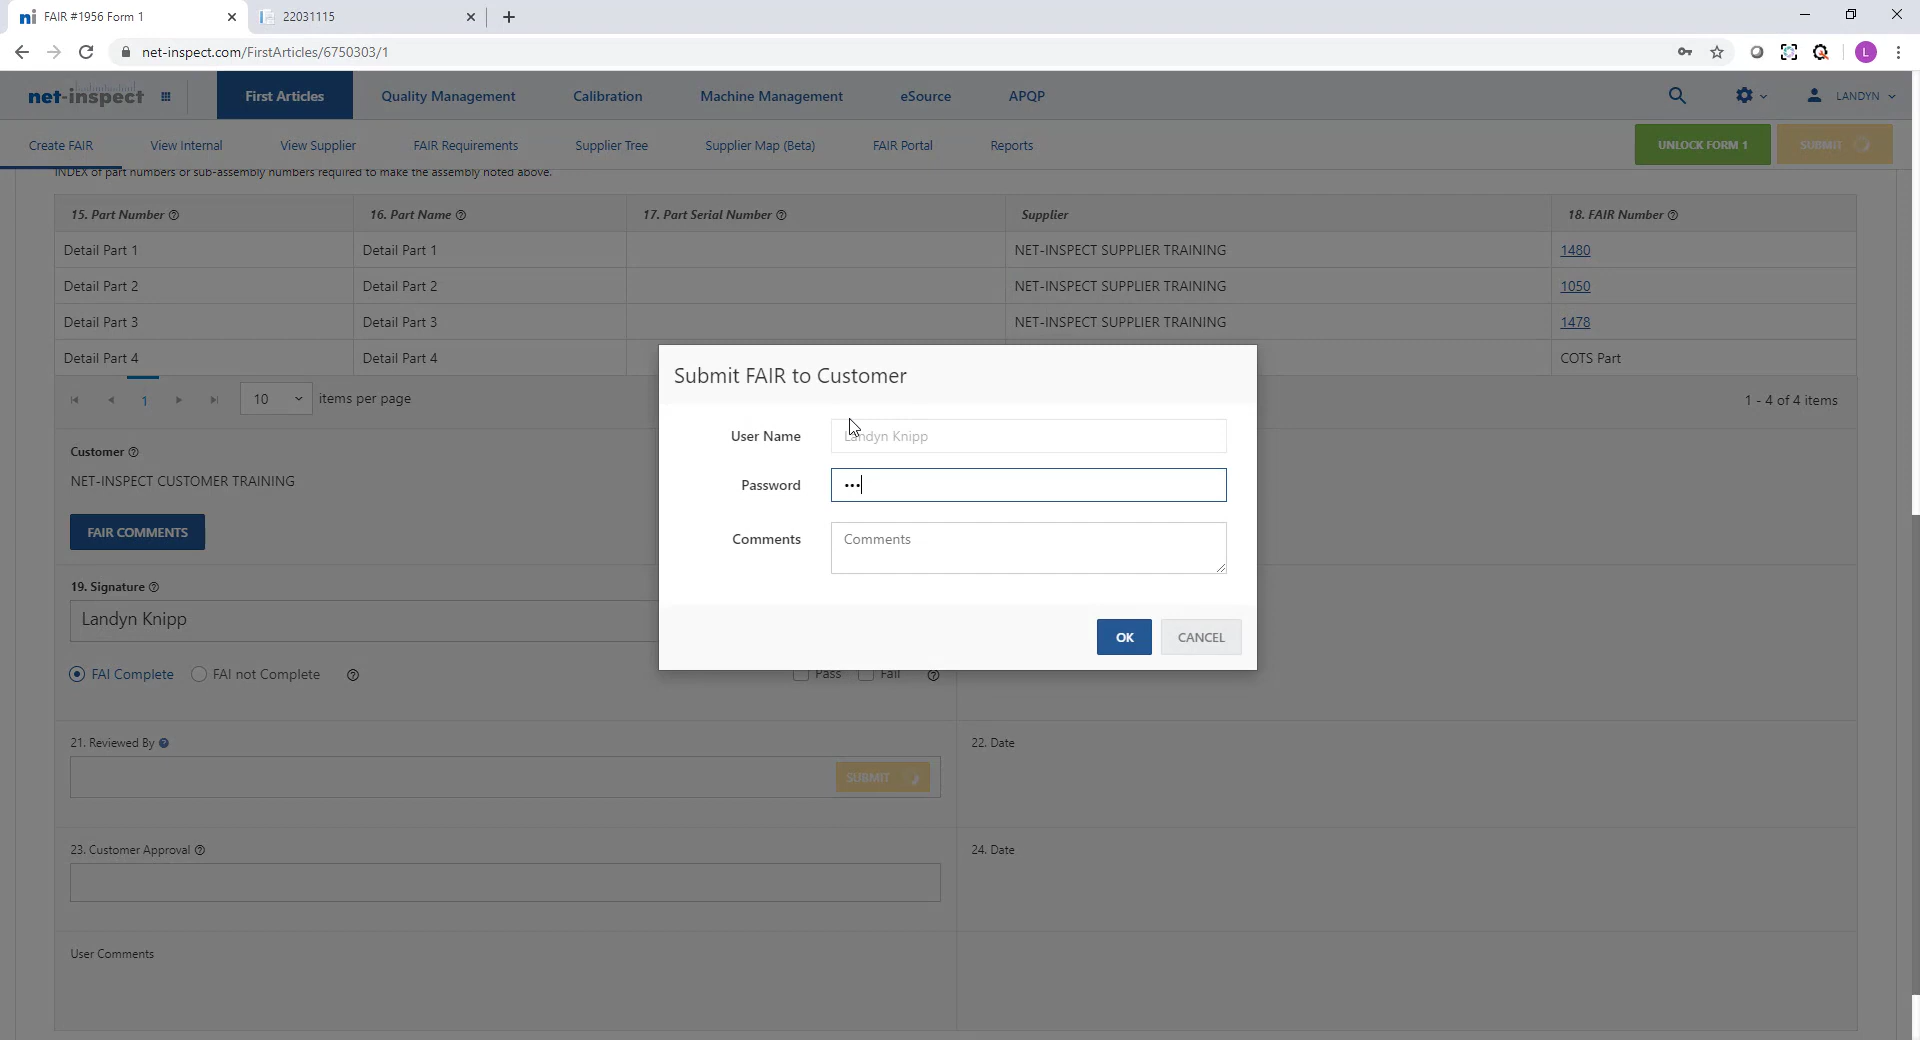 FAIR #1956 Form 1
22031115
net-inspect.com/FirstArticles/6750303/1
L
net-inspect
First Articles
Quality Management
Calibration
Machine Management
eSource
APQP
LANDYN
Create FAIR
View Internal
View Supplier
FAIR Requirements
Supplier Tree
Supplier Map (Beta)
FAIR Portal
Reports
UNLOCK FORM 1
SUBMIT
INDEX of part numbers or sub-assembly numbers required to make the assembly noted above.
15. Part Number 16. Part Name 17. Part Serial Number Supplier 18. FAIR Number
Detail Part 1 Detail Part 1 NET-INSPECT SUPPLIER TRAINING 1480
Detail Part 2 Detail Part 2 NET-INSPECT SUPPLIER TRAINING 1050
Detail Part 3 Detail Part 3 NET-INSPECT SUPPLIER TRAINING 1478
Detail Part 4 Detail Part 4 COTS Part
1 10 items per page 1 - 4 of 4 items
Submit FAIR to Customer
User Name Landyn Knipp
Password •••
Comments Comments
OK CANCEL
Customer
NET-INSPECT CUSTOMER TRAINING
FAIR COMMENTS
19. Signature
Landyn Knipp
FAI Complete FAI not Complete Pass Fail
21. Reviewed By 22. Date
SUBMIT
23. Customer Approval 24. Date
User Comments